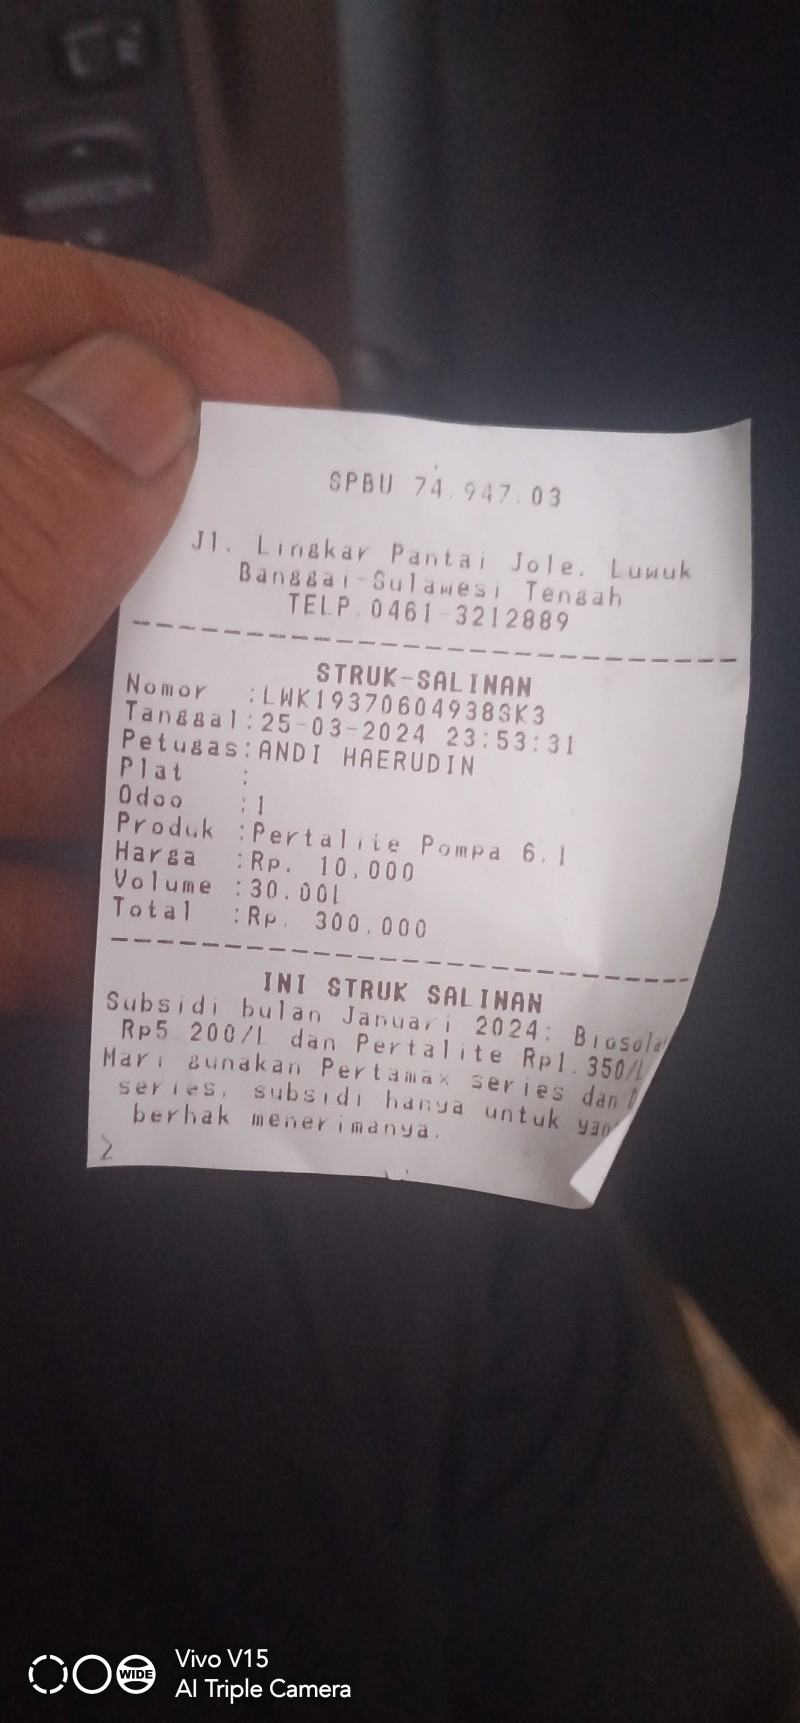 SPBU 74.947.03
Jl. Lingkar Pantai Jole, Luwuk
Banggai-Sulawesi Tengah
TELP.0461-3212889
STRUK-SALINAN
Nomor :LWK19370604938SK3
Tanggal:25-03-2024 23:53:31
Petugas:ANDI HAERUDIN
Plat :
Odoo :1
Produk :Pertalite Pompa 6.1
Harga :Rp. 10,000
Volume :30.00l
Total :Rp. 300,000
INI STRUK SALINAN
Subsidi bulan Januari 2024: Biosola
Rp5.200/L dan Pertalite Rp1.350/L
Mari gunakan Pertamax series dan D
series, subsidi hanya untuk yan
berhak menerimanya.
2
WIDE
Vivo V15
AI Triple Camera